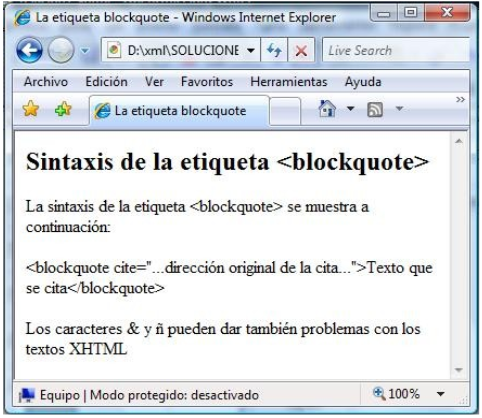 La etiqueta blockquote - Windows Internet Explorer
D:\xml\SOLUCIONE
Live Search
Archivo Edición Ver Favoritos Herramientas Ayuda
La etiqueta blockquote
»
Sintaxis de la etiqueta <blockquote>
La sintaxis de la etiqueta <blockquote> se muestra a
continuación:
<blockquote cite="...dirección original de la cita...">Texto que
se cita</blockquote>
Los caracteres & y ñ pueden dar también problemas con los
textos XHTML
Equipo | Modo protegido: desactivado
100%